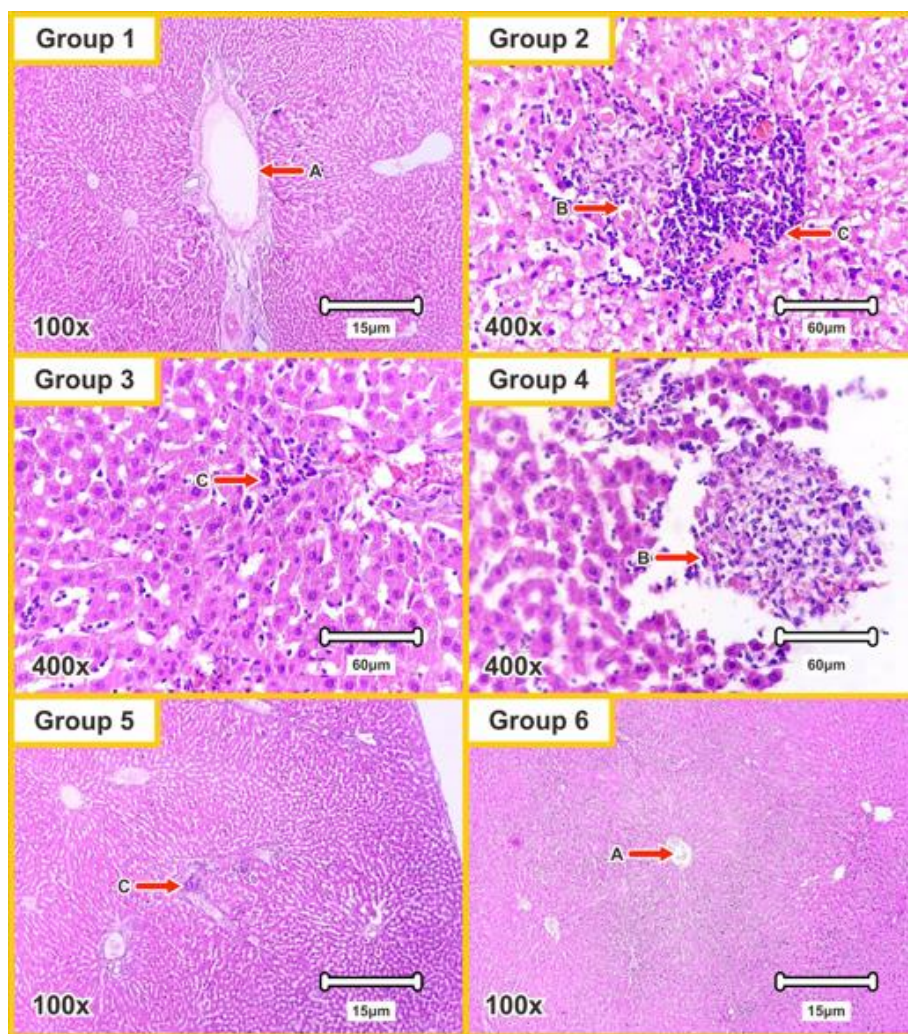 Group 1
A
100x
15µm
Group 2
B
C
400x
60µm
Group 3
C
400x
60µm
Group 4
B
400x
60µm
Group 5
C
100x
15µm
Group 6
A
100x
15µm